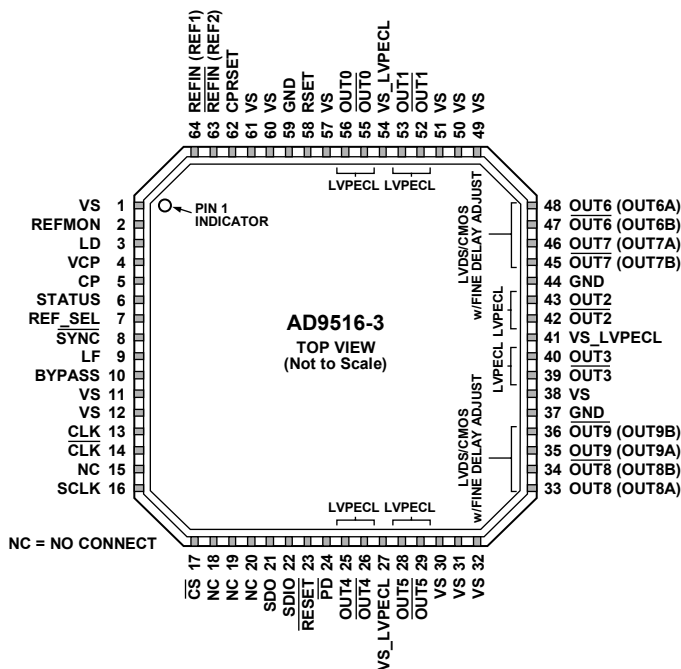 64 REFIN (REF1)
63 REFIN (REF2)
62 CPRSET
61 VS
60 VS
59 GND
58 RSET
57 VS
56 OUT0
55 OUT0
54 VS_LVPECL
53 OUT1
52 OUT1
51 VS
50 VS
49 VS
LVPECL LVPECL
VS 1
REFMON 2
LD 3
VCP 4
CP 5
STATUS 6
REF_SEL 7
SYNC 8
LF 9
BYPASS 10
VS 11
VS 12
CLK 13
CLK 14
NC 15
SCLK 16
PIN 1
INDICATOR
AD9516-3
TOP VIEW
(Not to Scale)
LVDS/CMOS
w/FINE DELAY ADJUST
LVPECL
LVPECL
LVDS/CMOS
w/FINE DELAY ADJUST
48 OUT6 (OUT6A)
47 OUT6 (OUT6B)
46 OUT7 (OUT7A)
45 OUT7 (OUT7B)
44 GND
43 OUT2
42 OUT2
41 VS_LVPECL
40 OUT3
39 OUT3
38 VS
37 GND
36 OUT9 (OUT9B)
35 OUT9 (OUT9A)
34 OUT8 (OUT8B)
33 OUT8 (OUT8A)
LVPECL LVPECL
NC = NO CONNECT
CS 17
NC 18
NC 19
NC 20
SDO 21
SDIO 22
RESET 23
PD 24
OUT4 25
OUT4 26
VS_LVPECL 27
OUT5 28
OUT5 29
VS 30
VS 31
VS 32